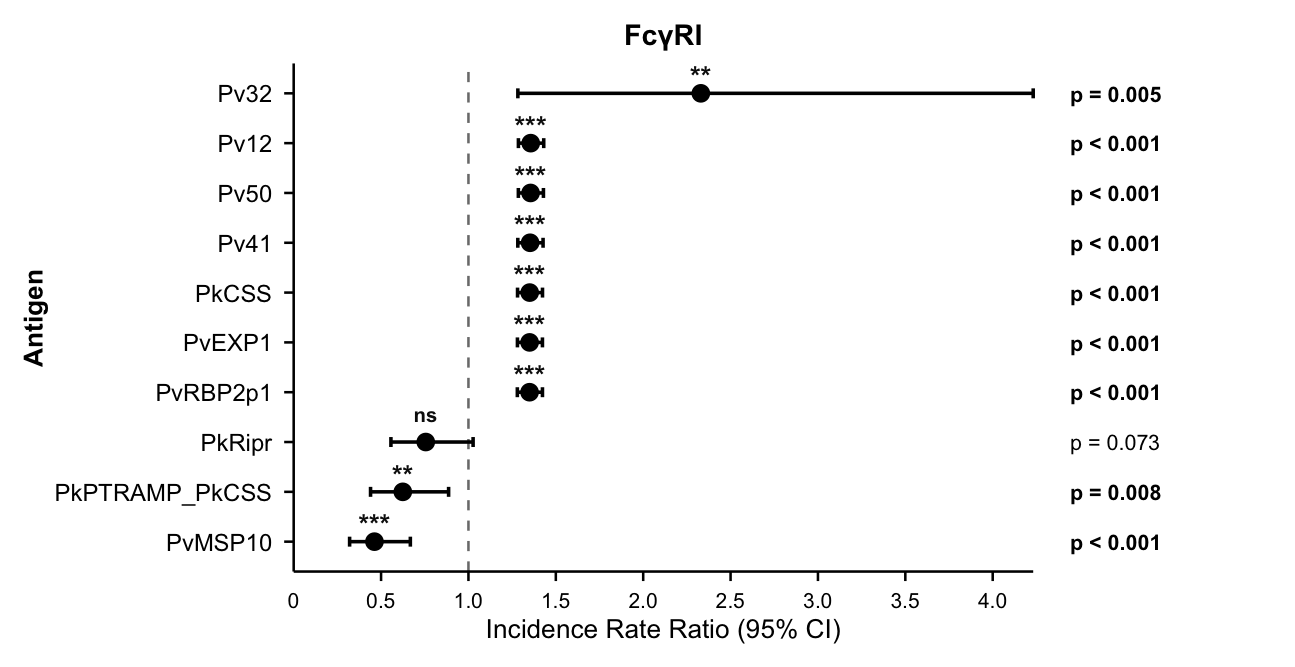 FcγRI
**
Pv32
p = 0.005
***
Pv12
p < 0.001
***
Pv50
p < 0.001
***
Pv41
p < 0.001
***
PkCSS
p < 0.001
***
PvEXP1
p < 0.001
***
PvRBP2p1
p < 0.001
ns
PkRipr
p = 0.073
**
PkPTRAMP_PkCSS
p = 0.008
***
PvMSP10
p < 0.001
Antigen
0 0.5 1.0 1.5 2.0 2.5 3.0 3.5 4.0
Incidence Rate Ratio (95% CI)